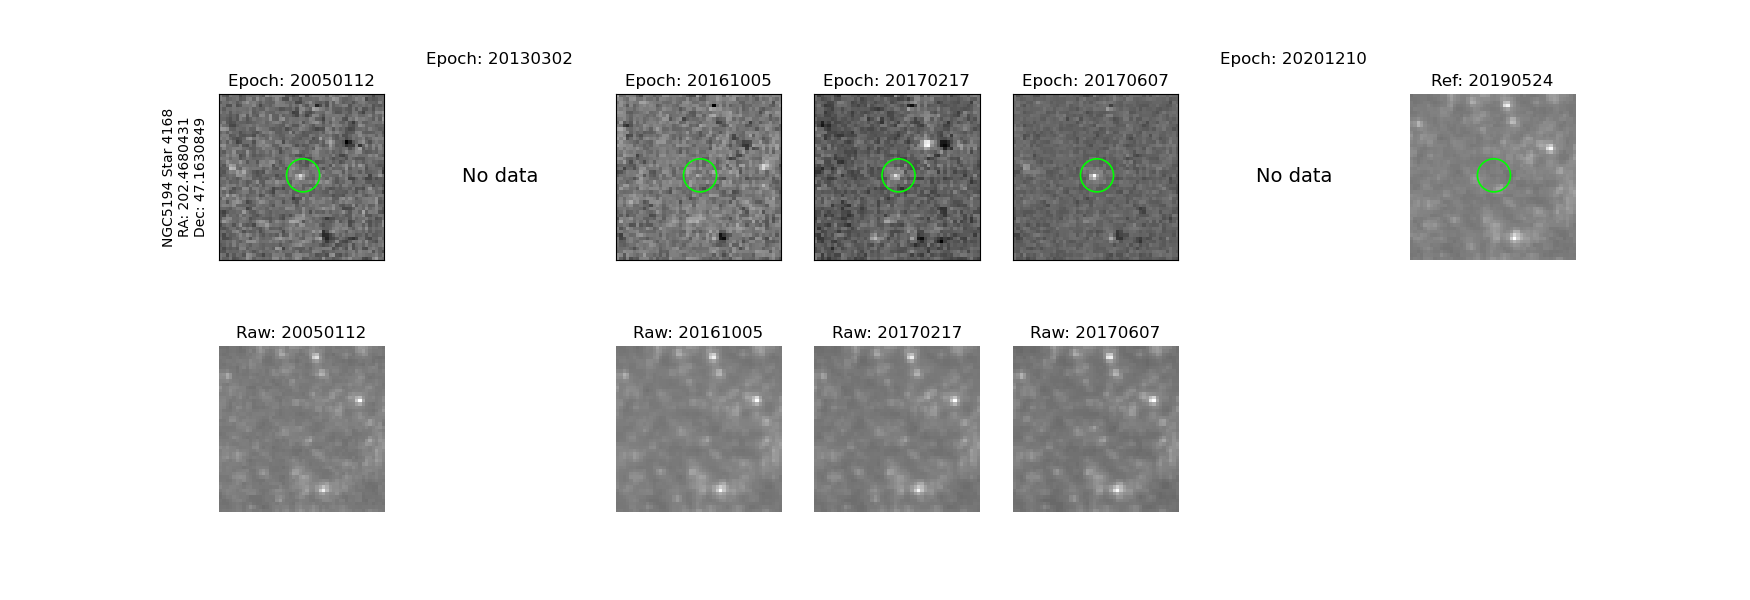 NGC5194 Star 4168
RA: 202.4680431
Dec: 47.1630849
Epoch: 20050112
Epoch: 20130302
No data
Epoch: 20161005
Epoch: 20170217
Epoch: 20170607
Epoch: 20201210
No data
Ref: 20190524
Raw: 20050112
Raw: 20161005
Raw: 20170217
Raw: 20170607